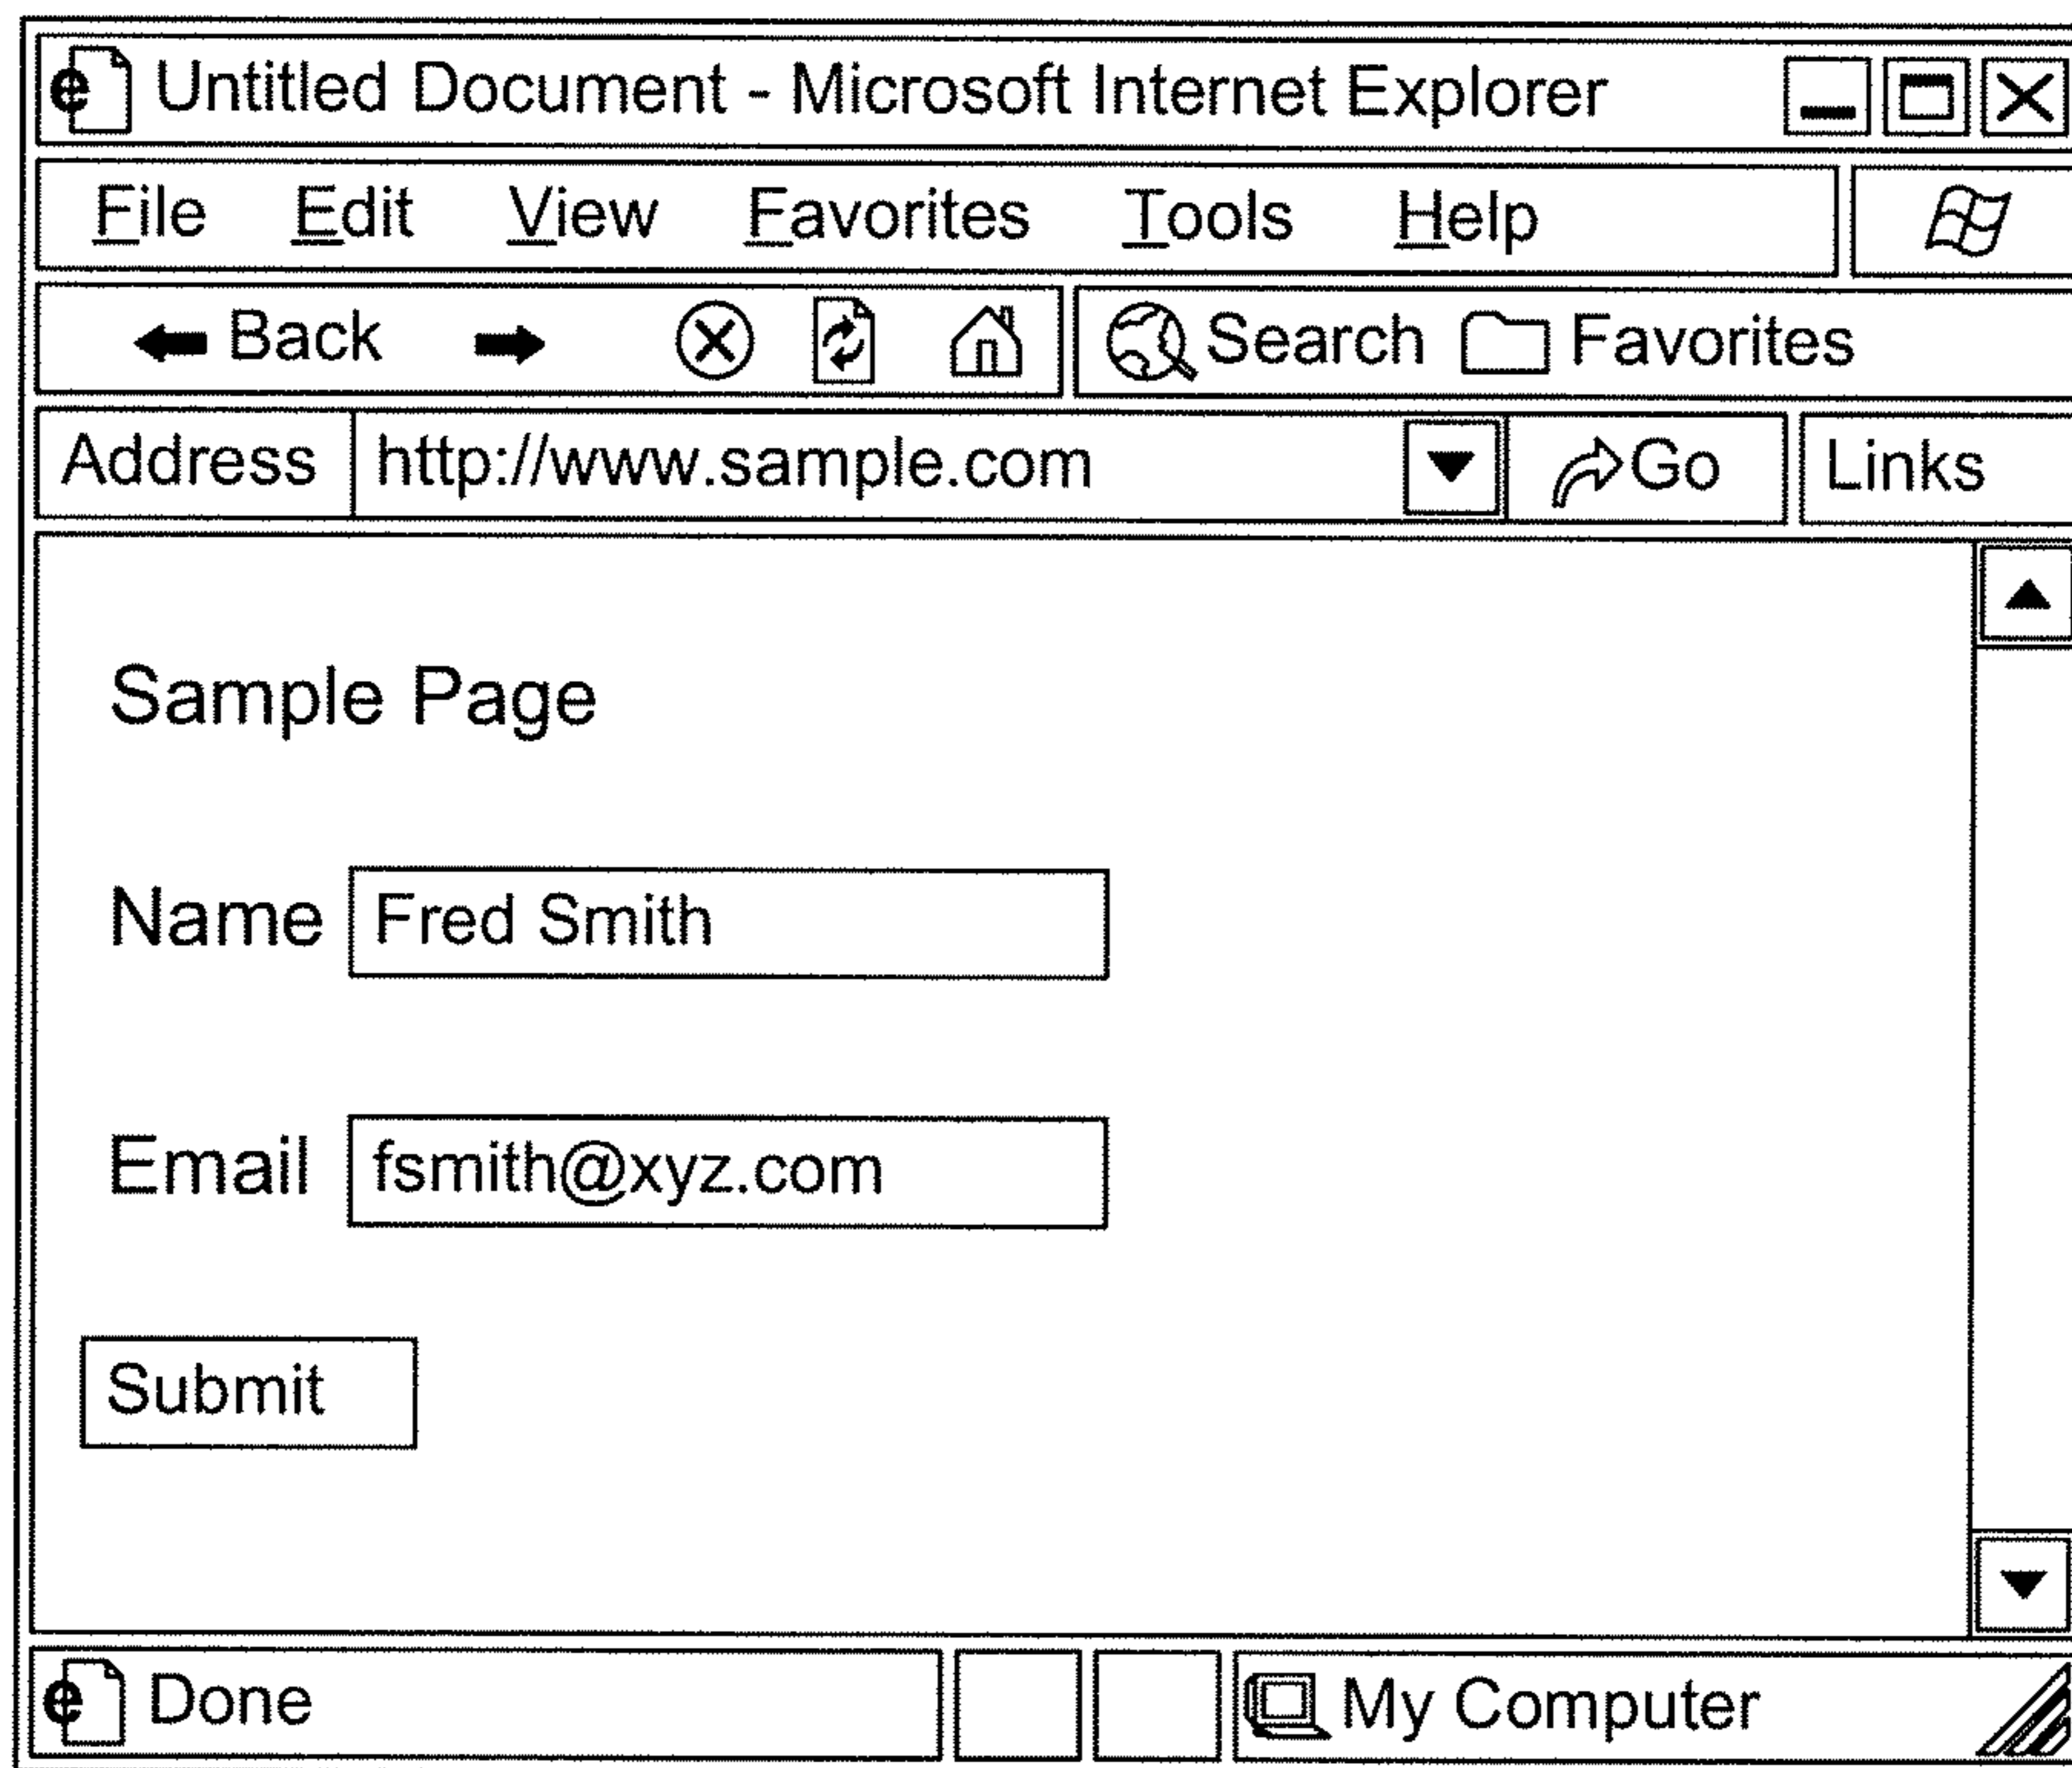 Untitled Document - Microsoft Internet Explorer
File Edit View Favorites Tools Help
Back Search Favorites
Address http://www.sample.com Go Links
Sample Page
Name Fred Smith
Email fsmith@xyz.com
Submit
Done My Computer